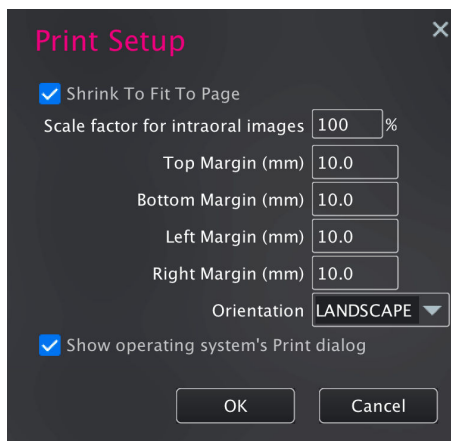 Print Setup
Shrink To Fit To Page
Scale factor for intraoral images 100 %
Top Margin (mm) 10.0
Bottom Margin (mm) 10.0
Left Margin (mm) 10.0
Right Margin (mm) 10.0
Orientation LANDSCAPE
Show operating system's Print dialog
OK Cancel